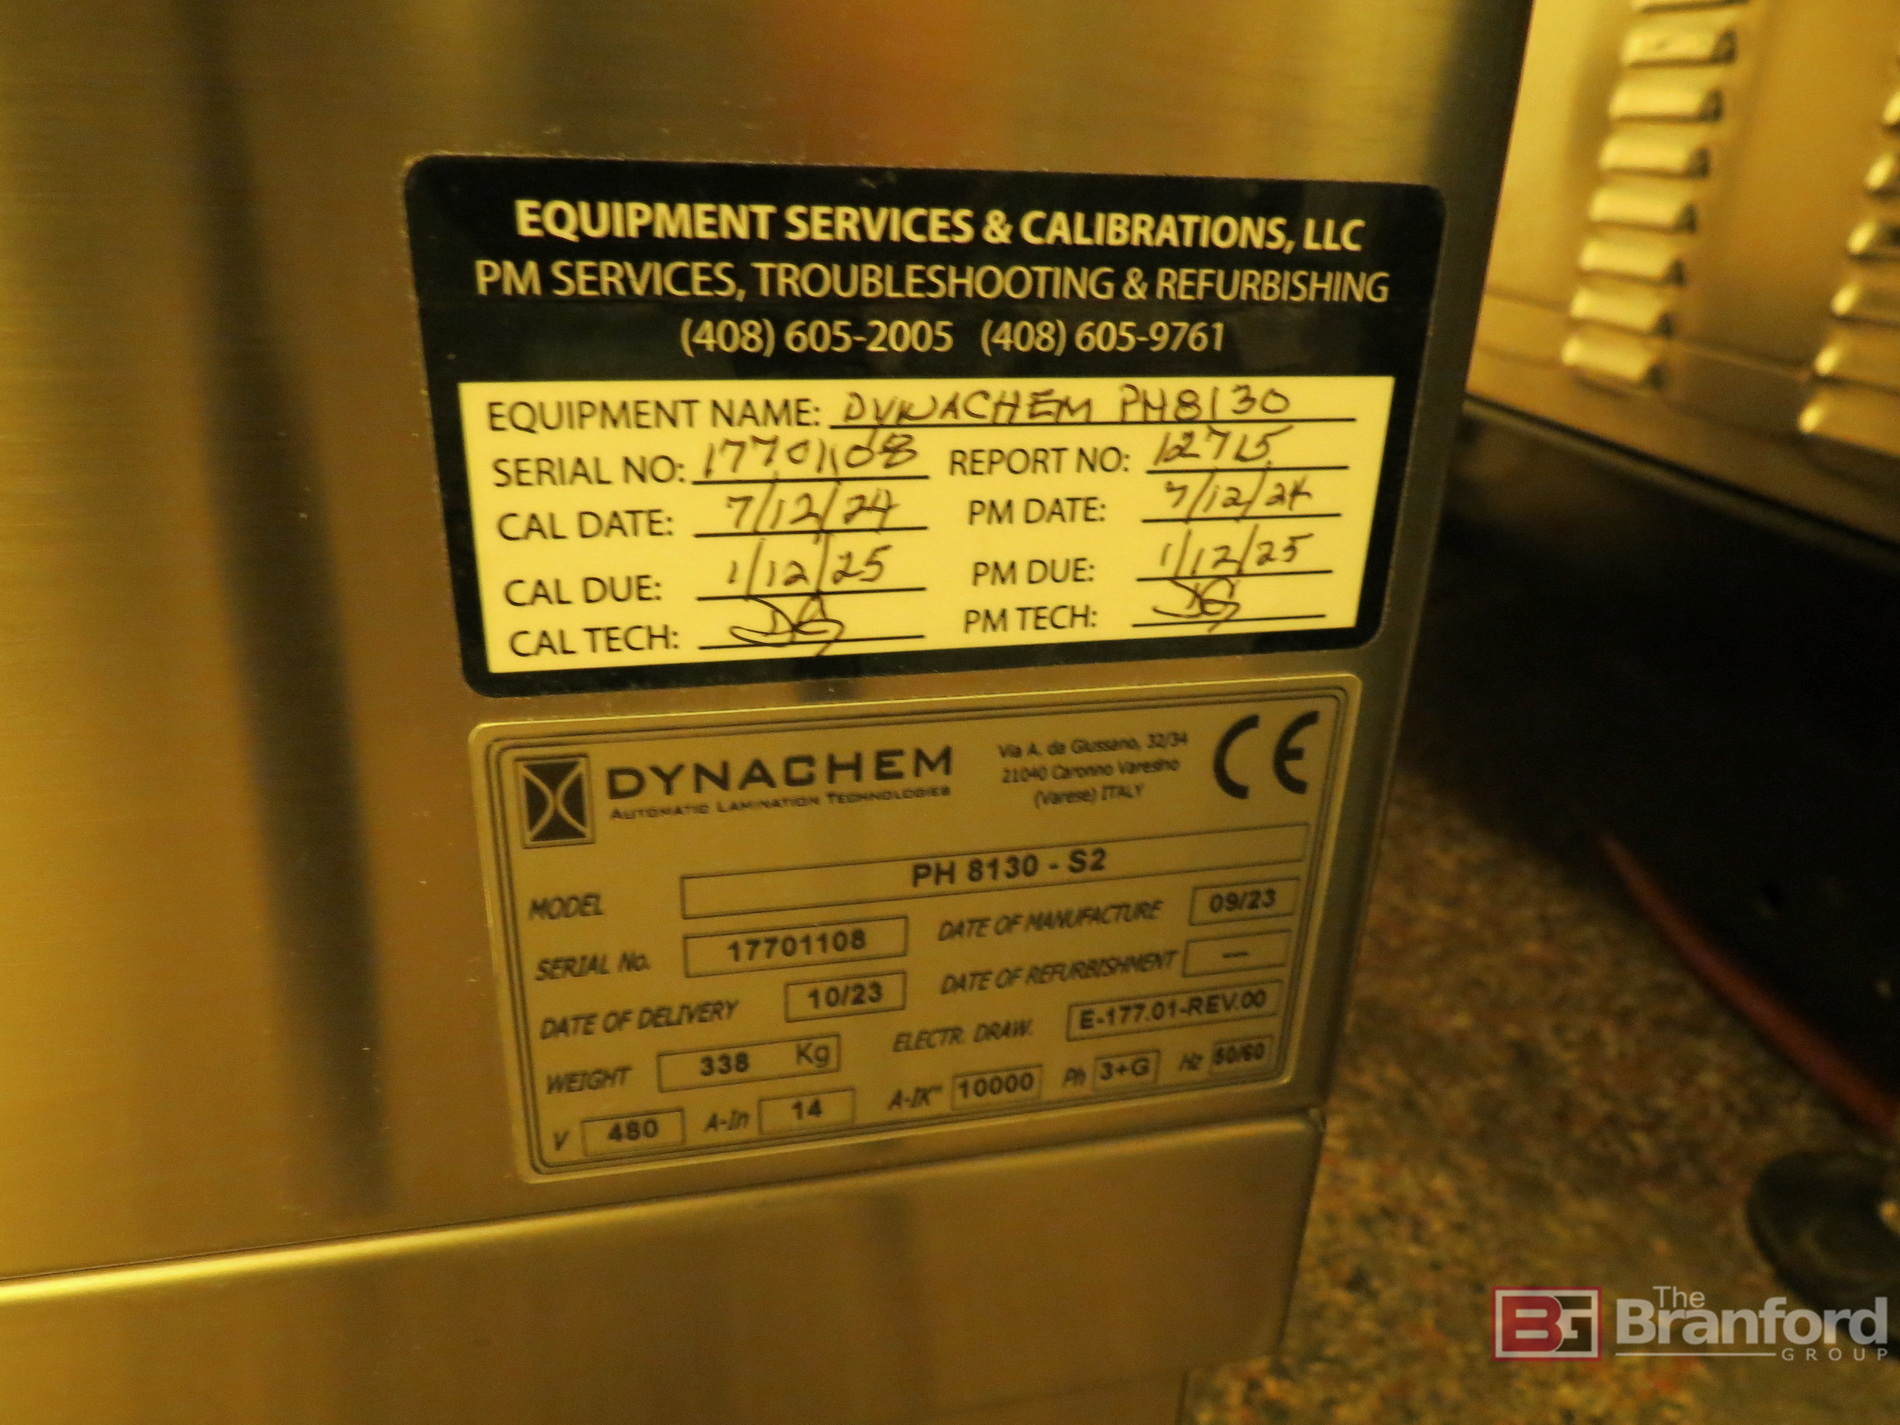 EQUIPMENT SERVICES & CALIBRATIONS, LLC
PM SERVICES, TROUBLESHOOTING & REFURBISHING
(408) 605-2005 (408) 605-9761
EQUIPMENT NAME: DYNACHEM PH8130
SERIAL NO: 17701108 REPORT NO: 12715
CAL DATE: 7/12/24 PM DATE: 7/12/24
CAL DUE: 1/12/25 PM DUE: 1/12/25
CAL TECH: DG PM TECH: DG
DYNACHEM
AUTOMATIC LAMINATION TECHNOLOGIES
Via A. da Giussano, 32/34
21040 Caronno Varesino
(Varese) ITALY
CE
MODEL PH 8130 - S2
SERIAL No. 17701108 DATE OF MANUFACTURE 09/23
DATE OF DELIVERY 10/23 DATE OF REFURBISHMENT ---
WEIGHT 338 Kg ELECTR. DRAW. E-177.01-REV.00
V 480 A-In 14 A-IK" 10000 Ph 3+G Hz 50/60
BG The Branford
GROUP